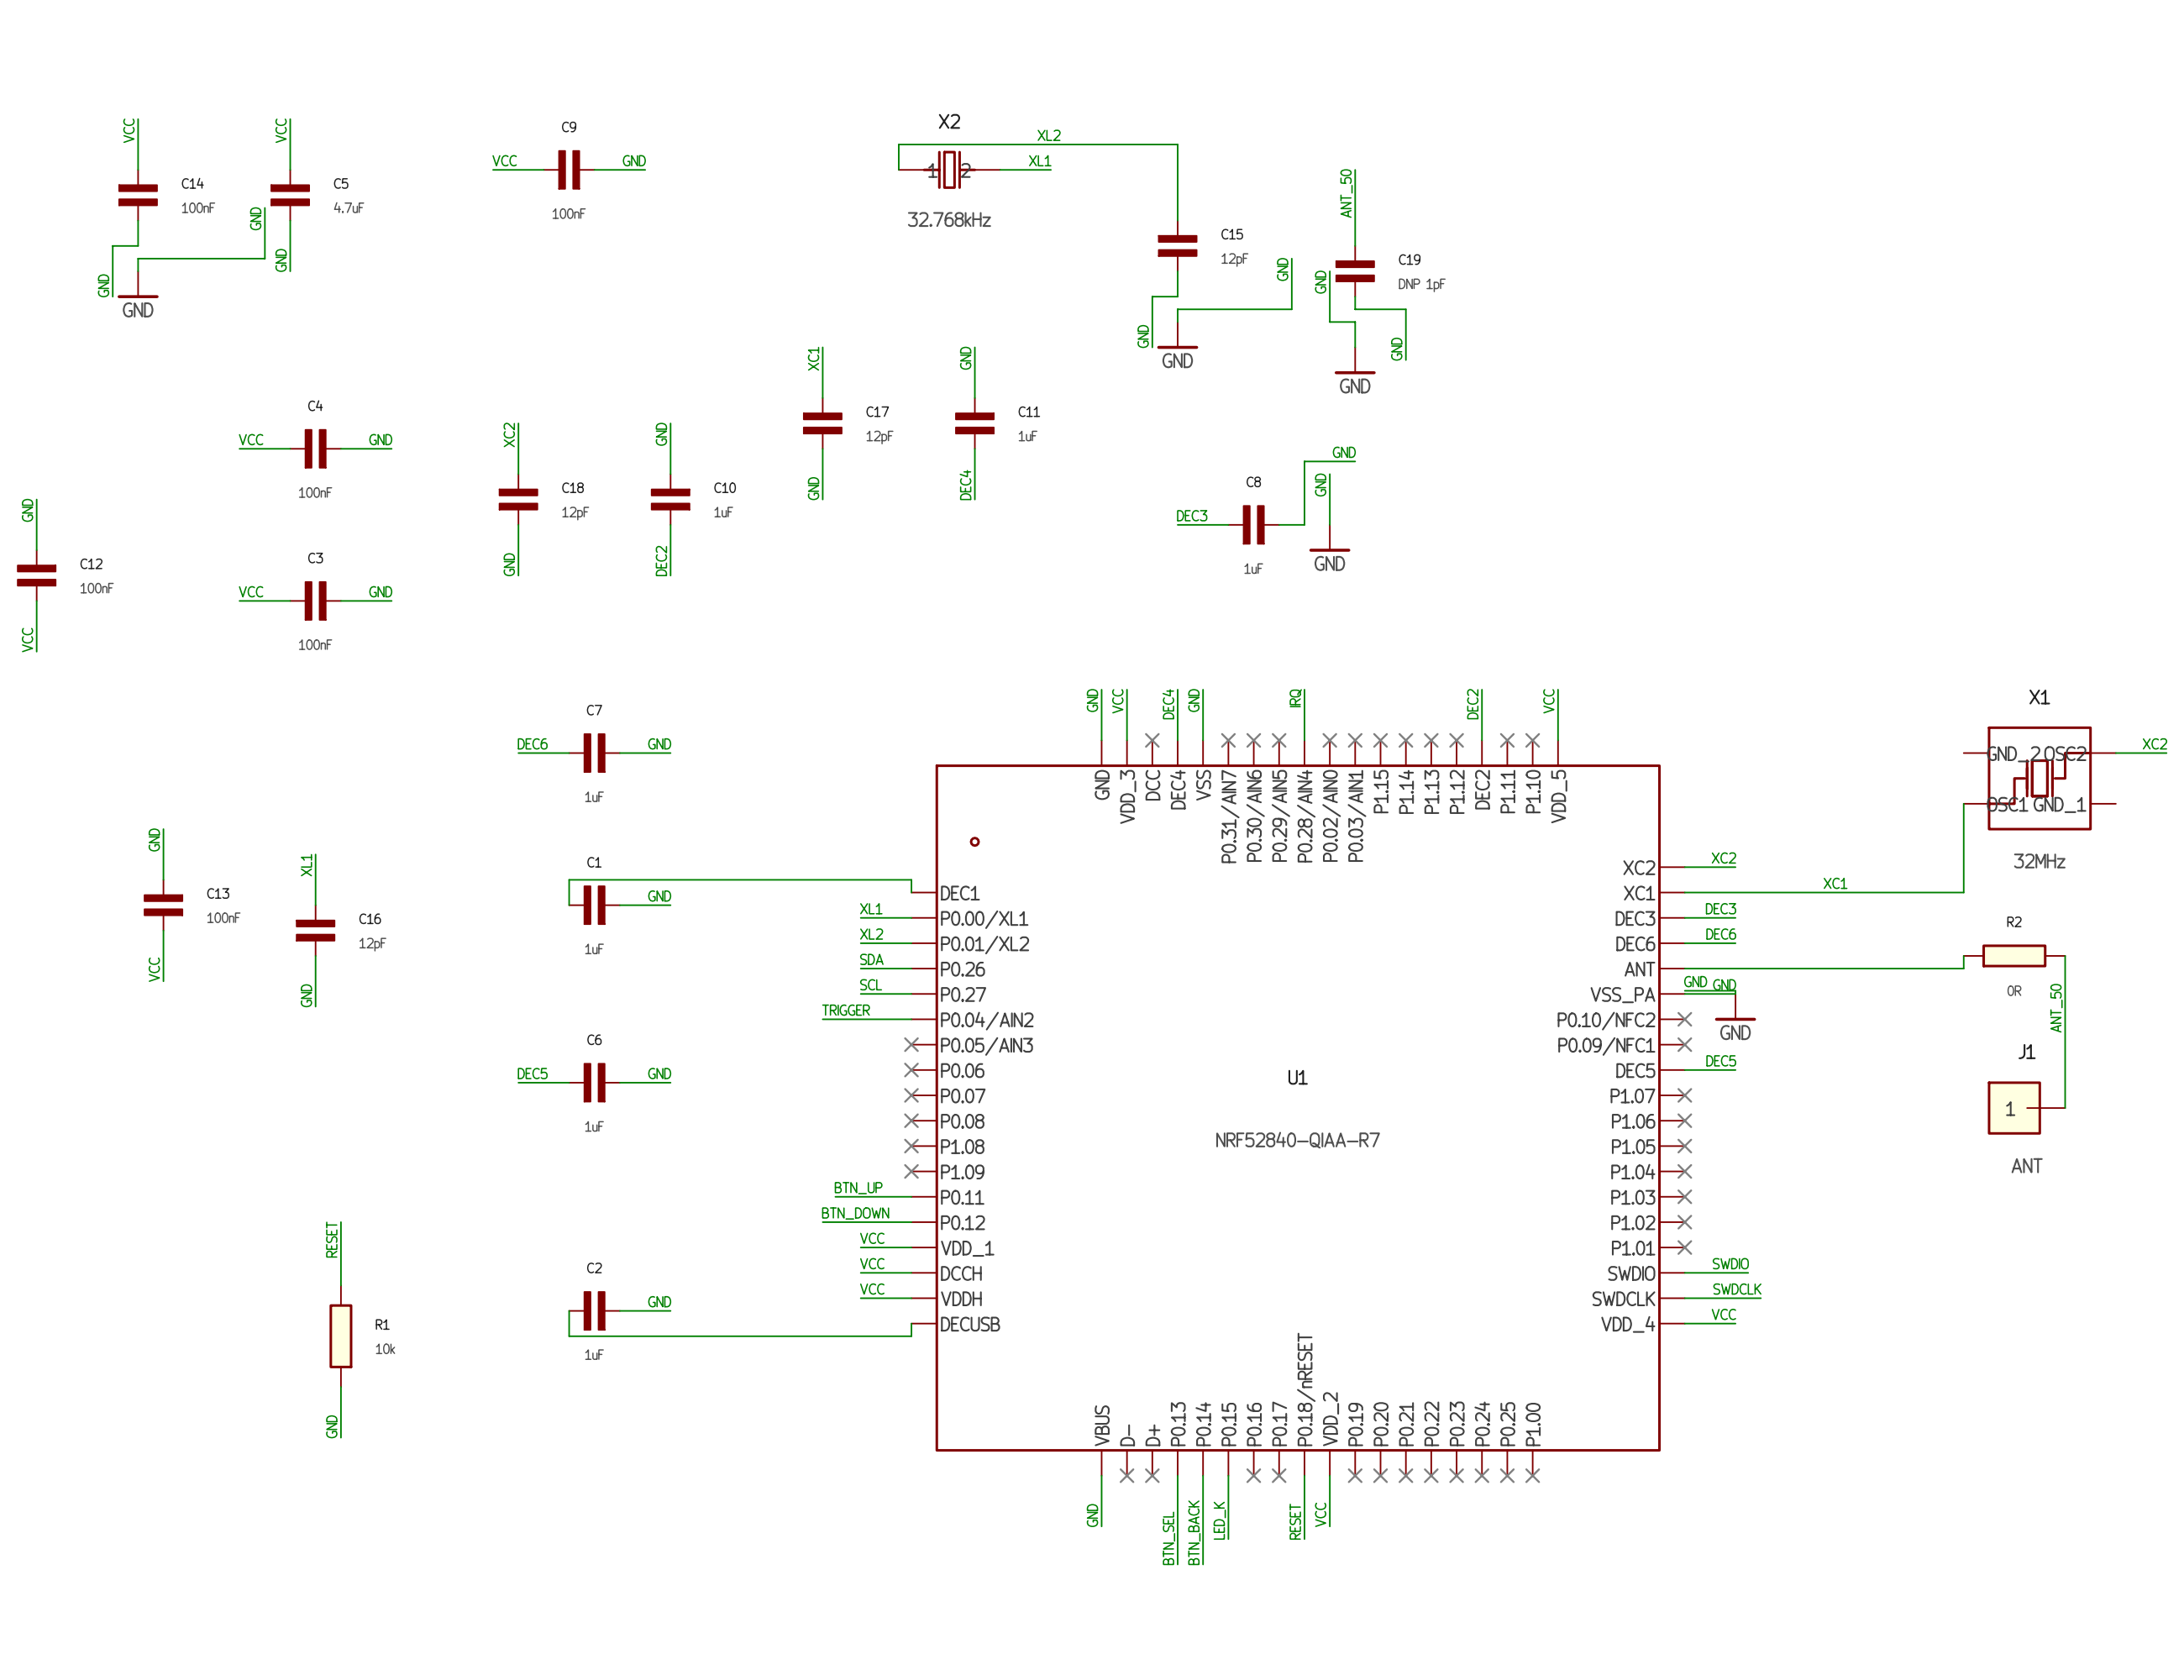 VCC
C14
100nF
GND
GND
VCC
C5
4.7uF
GND
GND
C9
VCC
GND
100nF
X2
1
2
32.768kHz
XL2
XL1
C15
12pF
GND
GND
GND
ANT_50
C19
DNP 1pF
GND
GND
GND
C4
VCC
GND
100nF
XC2
C18
12pF
GND
GND
C10
1uF
DEC2
XC1
C17
12pF
GND
GND
C11
1uF
DEC4
C8
DEC3
GND
GND
1uF
GND
GND
C12
100nF
VCC
C3
VCC
GND
100nF
C7
DEC6
GND
1uF
GND
C13
100nF
VCC
XL1
C16
12pF
GND
C1
GND
1uF
C6
DEC5
GND
1uF
C2
GND
1uF
RESET
R1
10k
GND
GND
VCC
DEC4
GND
IRQ
DEC2
VCC
GND
VDD_3
DCC
DEC4
VSS
P0.31/AIN7
P0.30/AIN6
P0.29/AIN5
P0.28/AIN4
P0.02/AIN0
P0.03/AIN1
P1.15
P1.14
P1.13
P1.12
DEC2
P1.11
P1.10
VDD_5
XL1
XL2
SDA
SCL
TRIGGER
BTN_UP
BTN_DOWN
VCC
VCC
VCC
DEC1
P0.00/XL1
P0.01/XL2
P0.26
P0.27
P0.04/AIN2
P0.05/AIN3
P0.06
P0.07
P0.08
P1.08
P1.09
P0.11
P0.12
VDD_1
DCCH
VDDH
DECUSB
U1
NRF52840-QIAA-R7
XC2
XC1
DEC3
DEC6
ANT
VSS_PA
P0.10/NFC2
P0.09/NFC1
DEC5
P1.07
P1.06
P1.05
P1.04
P1.03
P1.02
P1.01
SWDIO
SWDCLK
VDD_4
XC2
XC1
DEC3
DEC6
GND
GND
GND
DEC5
SWDIO
SWDCLK
VCC
VBUS
D-
D+
P0.13
P0.14
P0.15
P0.16
P0.17
P0.18/nRESET
VDD_2
P0.19
P0.20
P0.21
P0.22
P0.23
P0.24
P0.25
P1.00
GND
BTN_SEL
BTN_BACK
LED_K
RESET
VCC
X1
GND_2
OSC2
OSC1
GND_1
XC2
32MHz
R2
0R
ANT_50
J1
1
ANT